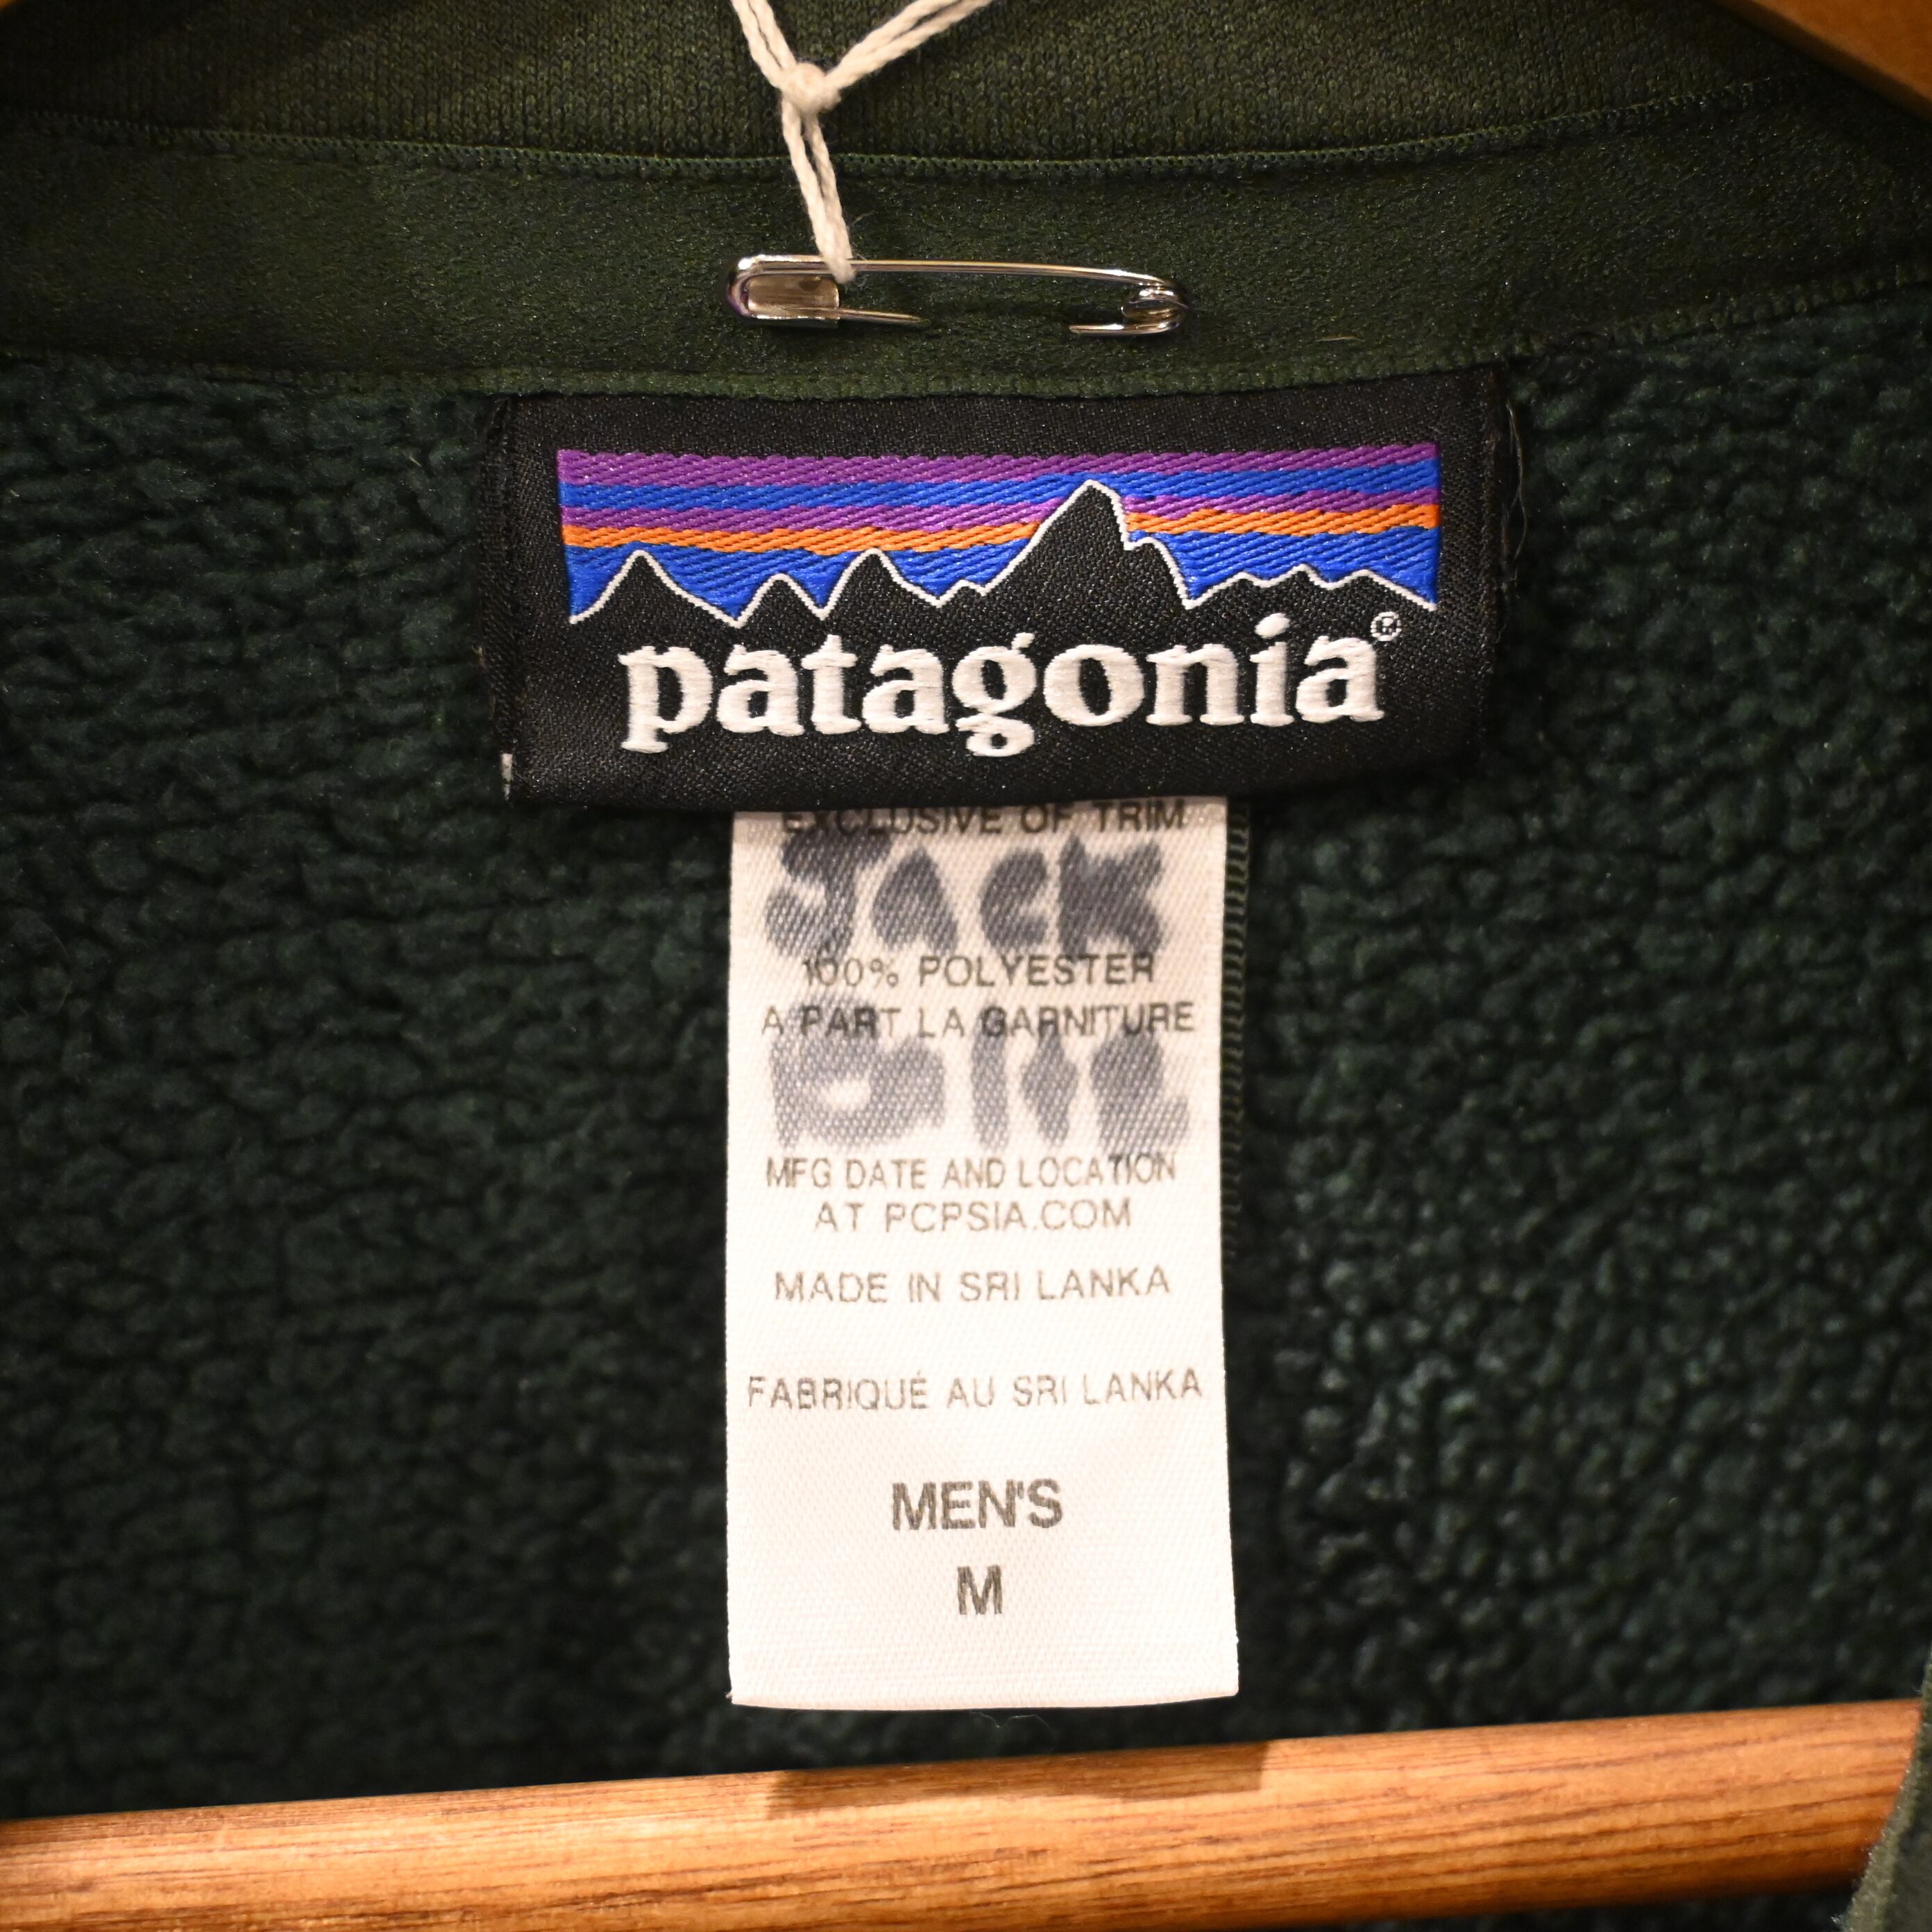 patagonia®
EXCLUSIVE OF TRIM
JACK
100% POLYESTER
A PART LA GARNITURE
MFG DATE AND LOCATION
AT PCPSIA.COM
MADE IN SRI LANKA
FABRIQUÉ AU SRI LANKA
MEN'S
M